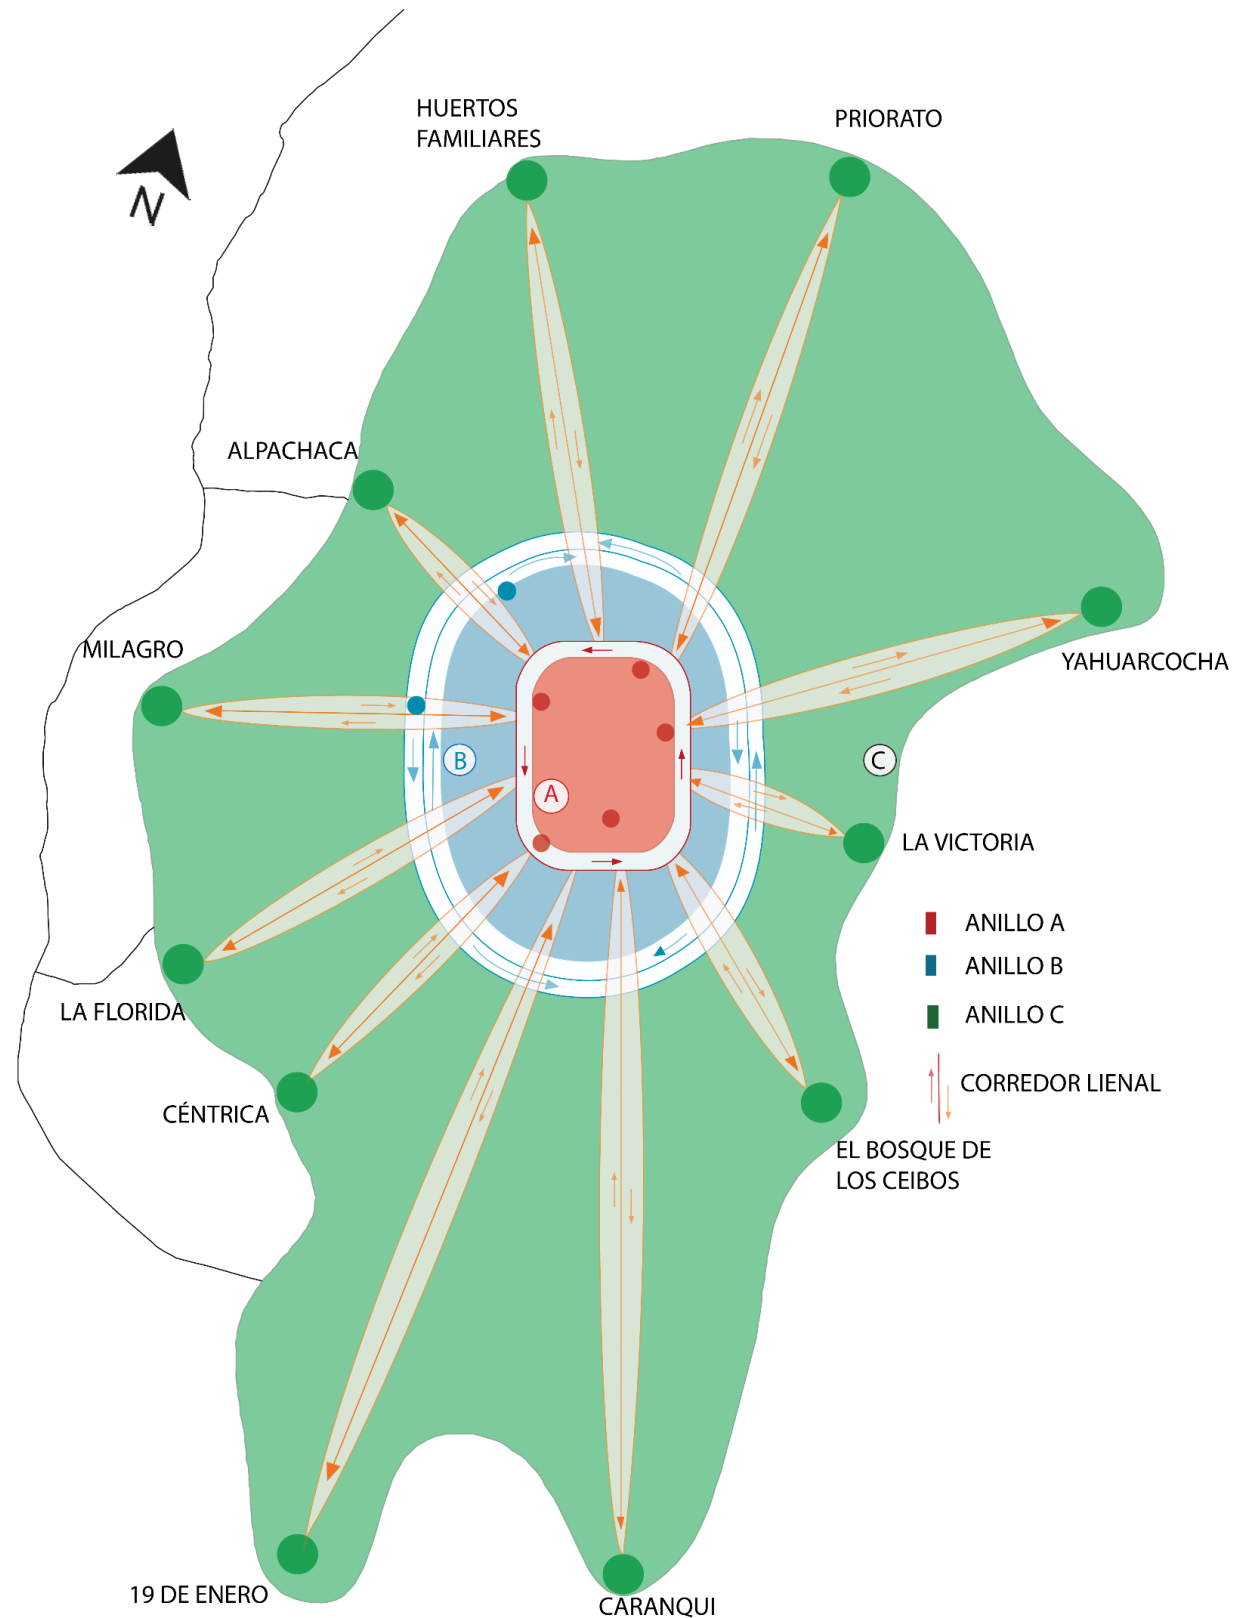 HUERTOS
FAMILIARES
PRIORATO
N
ALPACHACA
MILAGRO
YAHUARCOCHA
B
C
A
LA VICTORIA
ANILLO A
ANILLO B
LA FLORIDA
ANILLO C
CORREDOR LIENAL
CÉNTRICA
EL BOSQUE DE
LOS CEIBOS
19 DE ENERO
CARANQUI